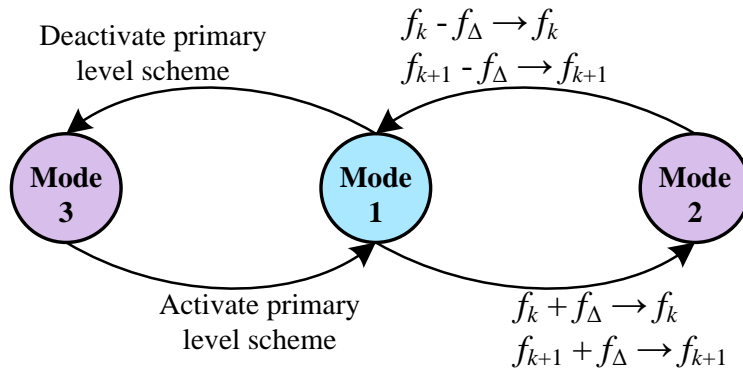 Deactivate primary
level scheme
f_k - f_Δ → f_k
f_{k+1} - f_Δ → f_{k+1}
Mode
3
Mode
1
Mode
2
Activate primary
level scheme
f_k + f_Δ → f_k
f_{k+1} + f_Δ → f_{k+1}